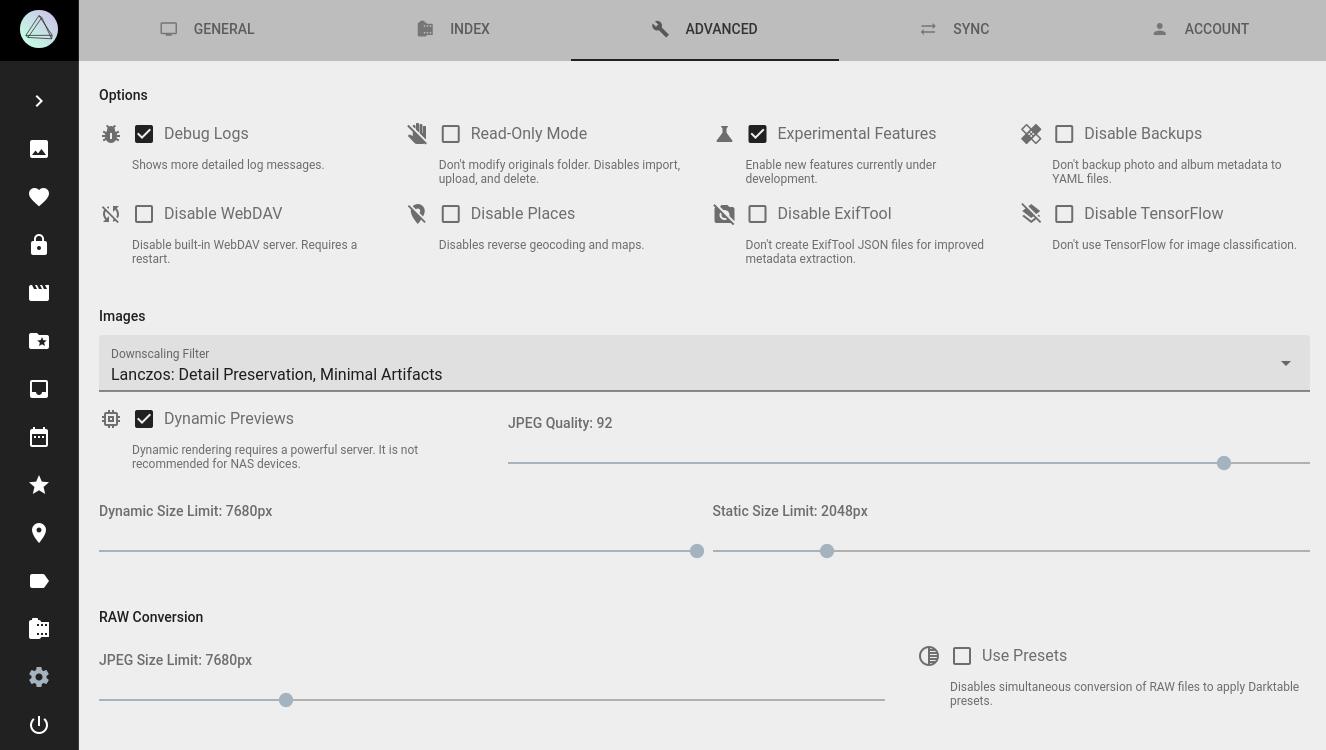 GENERAL
INDEX
ADVANCED
SYNC
ACCOUNT
Options
Debug Logs
Shows more detailed log messages.
Read-Only Mode
Don't modify originals folder. Disables import,
upload, and delete.
Experimental Features
Enable new features currently under
development.
Disable Backups
Don't backup photo and album metadata to
YAML files.
Disable WebDAV
Disable built-in WebDAV server. Requires a
restart.
Disable Places
Disables reverse geocoding and maps.
Disable ExifTool
Don't create ExifTool JSON files for improved
metadata extraction.
Disable TensorFlow
Don't use TensorFlow for image classification.
Images
Downscaling Filter
Lanczos: Detail Preservation, Minimal Artifacts
Dynamic Previews
Dynamic rendering requires a powerful server. It is not
recommended for NAS devices.
JPEG Quality: 92
Dynamic Size Limit: 7680px
Static Size Limit: 2048px
RAW Conversion
JPEG Size Limit: 7680px
Use Presets
Disables simultaneous conversion of RAW files to apply Darktable
presets.